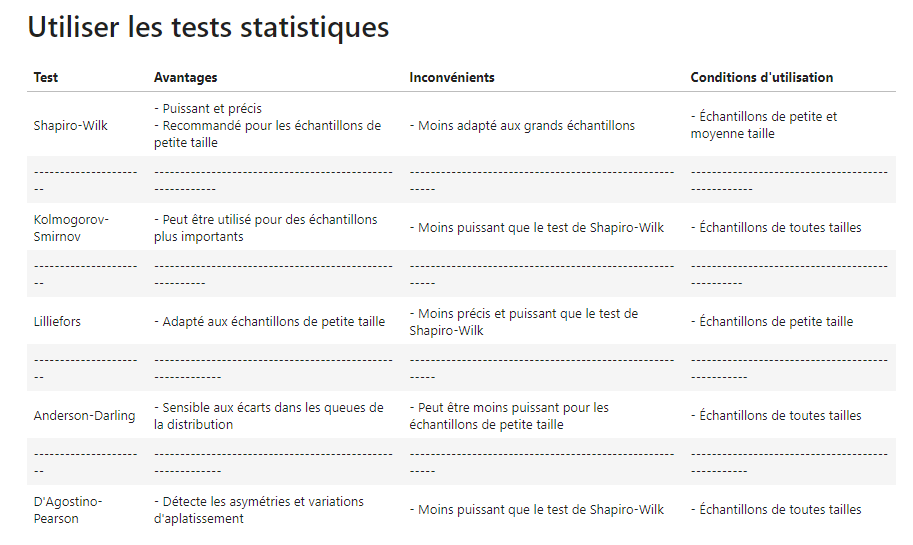 Utiliser les tests statistiques
Test Avantages Inconvénients Conditions d'utilisation
Shapiro-Wilk
- Puissant et précis
- Recommandé pour les échantillons de
petite taille
- Moins adapté aux grands échantillons
- Échantillons de petite et
moyenne taille
Kolmogorov-
Smirnov
- Peut être utilisé pour des échantillons
plus importants
- Moins puissant que le test de Shapiro-Wilk
- Échantillons de toutes tailles
Lilliefors
- Adapté aux échantillons de petite taille
- Moins précis et puissant que le test de
Shapiro-Wilk
- Échantillons de petite taille
Anderson-Darling
- Sensible aux écarts dans les queues de
la distribution
- Peut être moins puissant pour les
échantillons de petite taille
- Échantillons de toutes tailles
D'Agostino-
Pearson
- Détecte les asymétries et variations
d'aplatissement
- Moins puissant que le test de Shapiro-Wilk
- Échantillons de toutes tailles